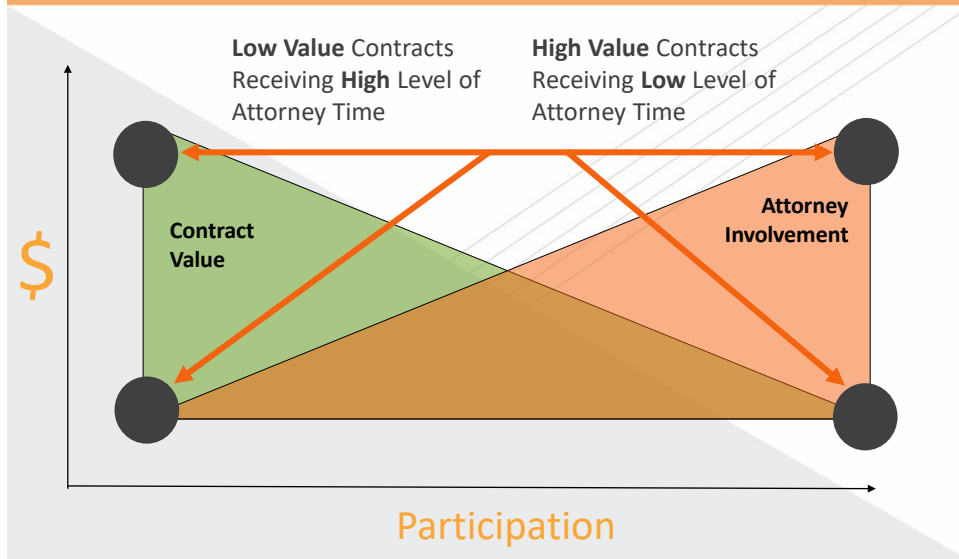 Low Value Contracts
Receiving High Level of
Attorney Time
High Value Contracts
Receiving Low Level of
Attorney Time
Contract
Value
Attorney
Involvement
$
Participation